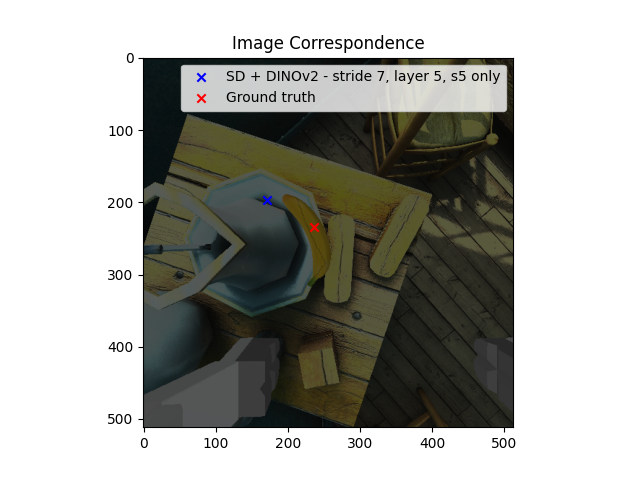 Image Correspondence
SD + DINOv2 - stride 7, layer 5, s5 only
Ground truth
0
100
200
300
400
500
0 100 200 300 400 500